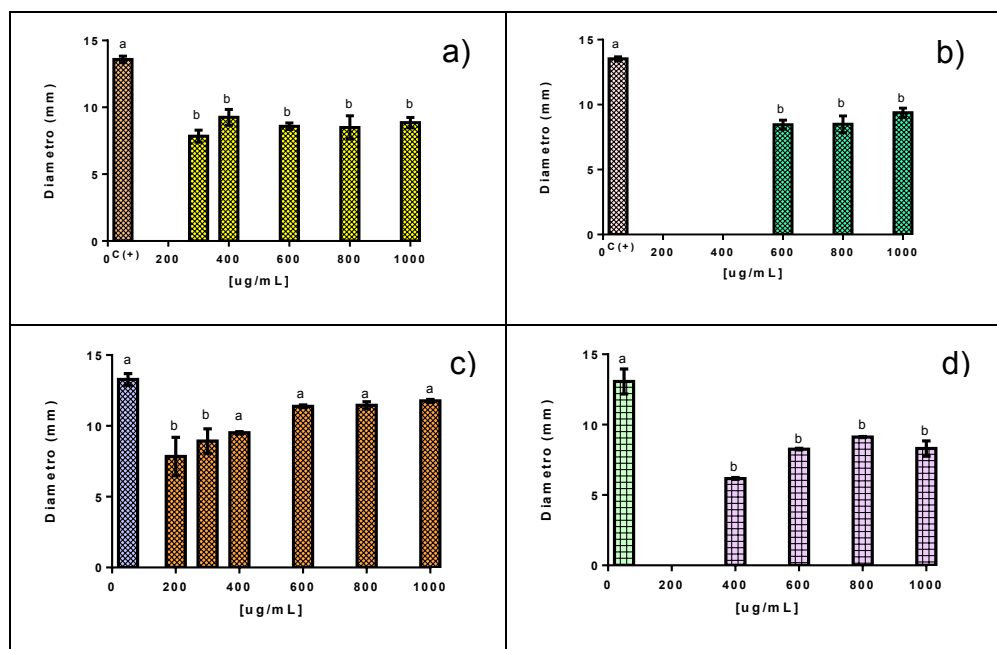 a)
a
b b b b b
Diametro (mm)
15
10
5
0
0 C (+) 200 400 600 800 1000
[ug/mL]
b)
a
b b b
Diametro (mm)
15
10
5
0
0 C (+) 200 400 600 800 1000
[ug/mL]
c)
a
b b a a a a
Diametro (mm)
15
10
5
0
0 200 400 600 800 1000
[ug/mL]
d)
a
b b b b
Diametro (mm)
15
10
5
0
0 200 400 600 800 1000
[ug/mL]